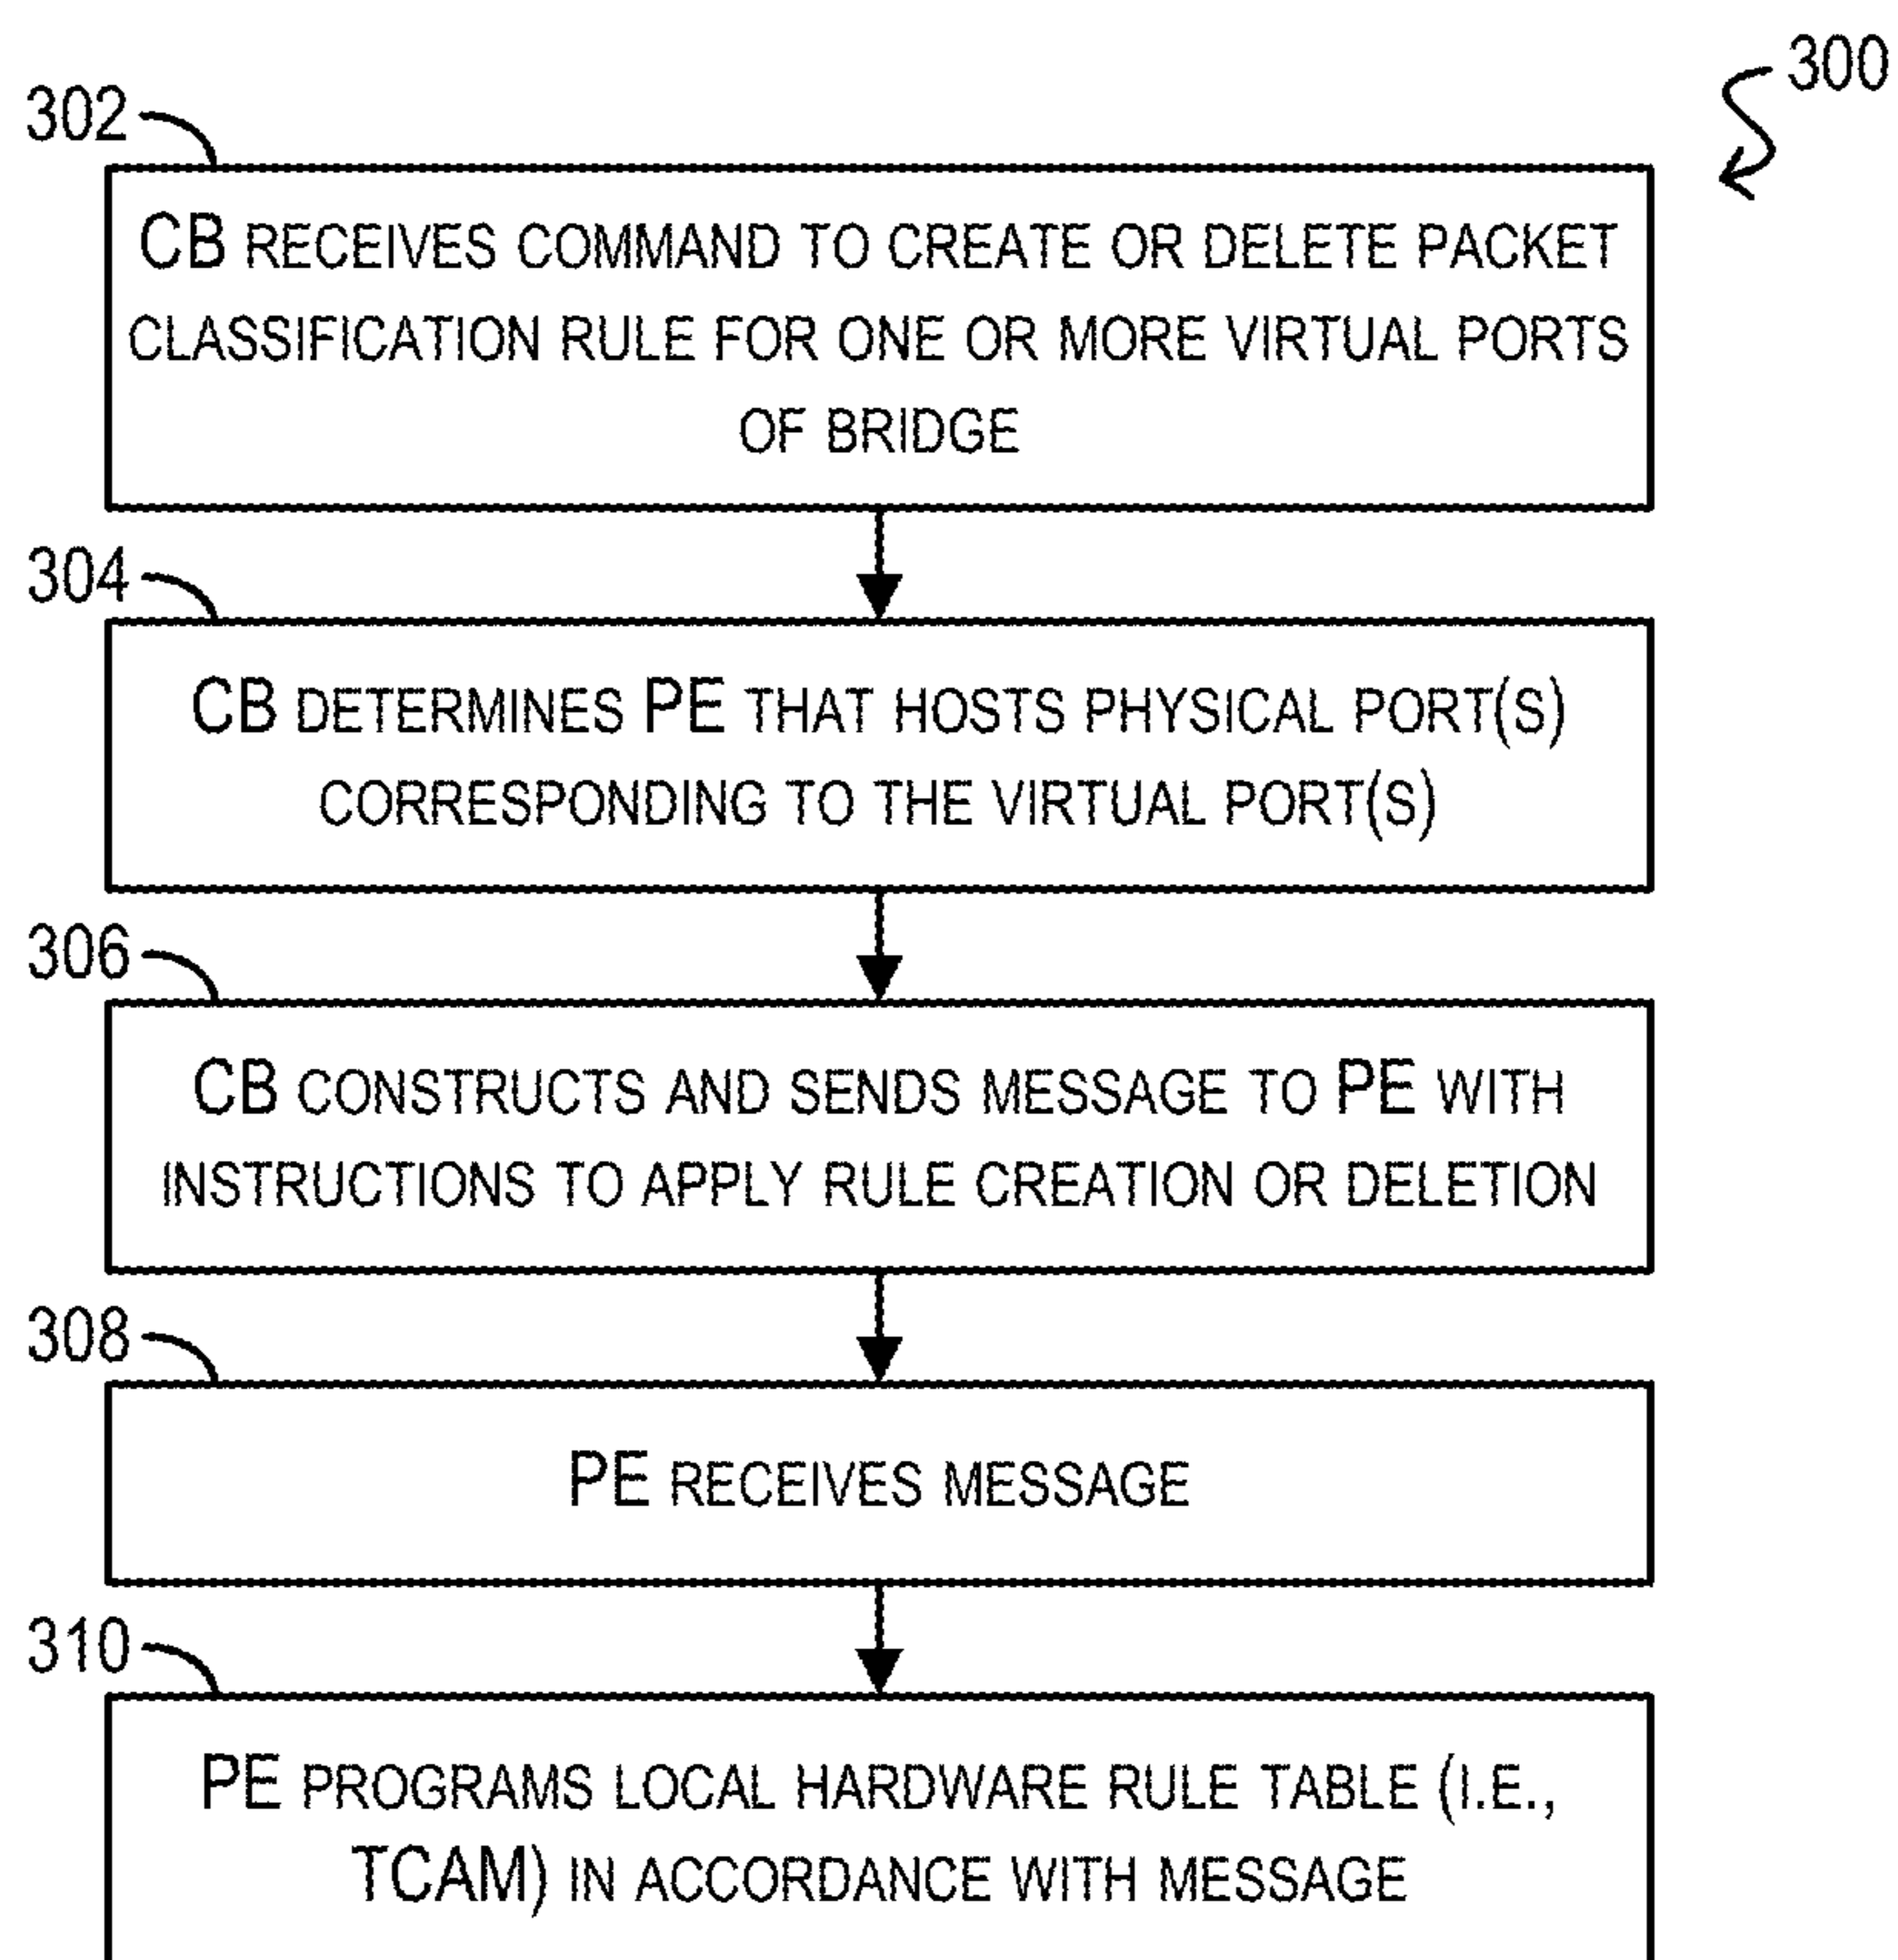 300
302
CB RECEIVES COMMAND TO CREATE OR DELETE PACKET
CLASSIFICATION RULE FOR ONE OR MORE VIRTUAL PORTS
OF BRIDGE
304
CB DETERMINES PE THAT HOSTS PHYSICAL PORT(S)
CORRESPONDING TO THE VIRTUAL PORT(S)
306
CB CONSTRUCTS AND SENDS MESSAGE TO PE WITH
INSTRUCTIONS TO APPLY RULE CREATION OR DELETION
308
PE RECEIVES MESSAGE
310
PE PROGRAMS LOCAL HARDWARE RULE TABLE (I.E.,
TCAM) IN ACCORDANCE WITH MESSAGE